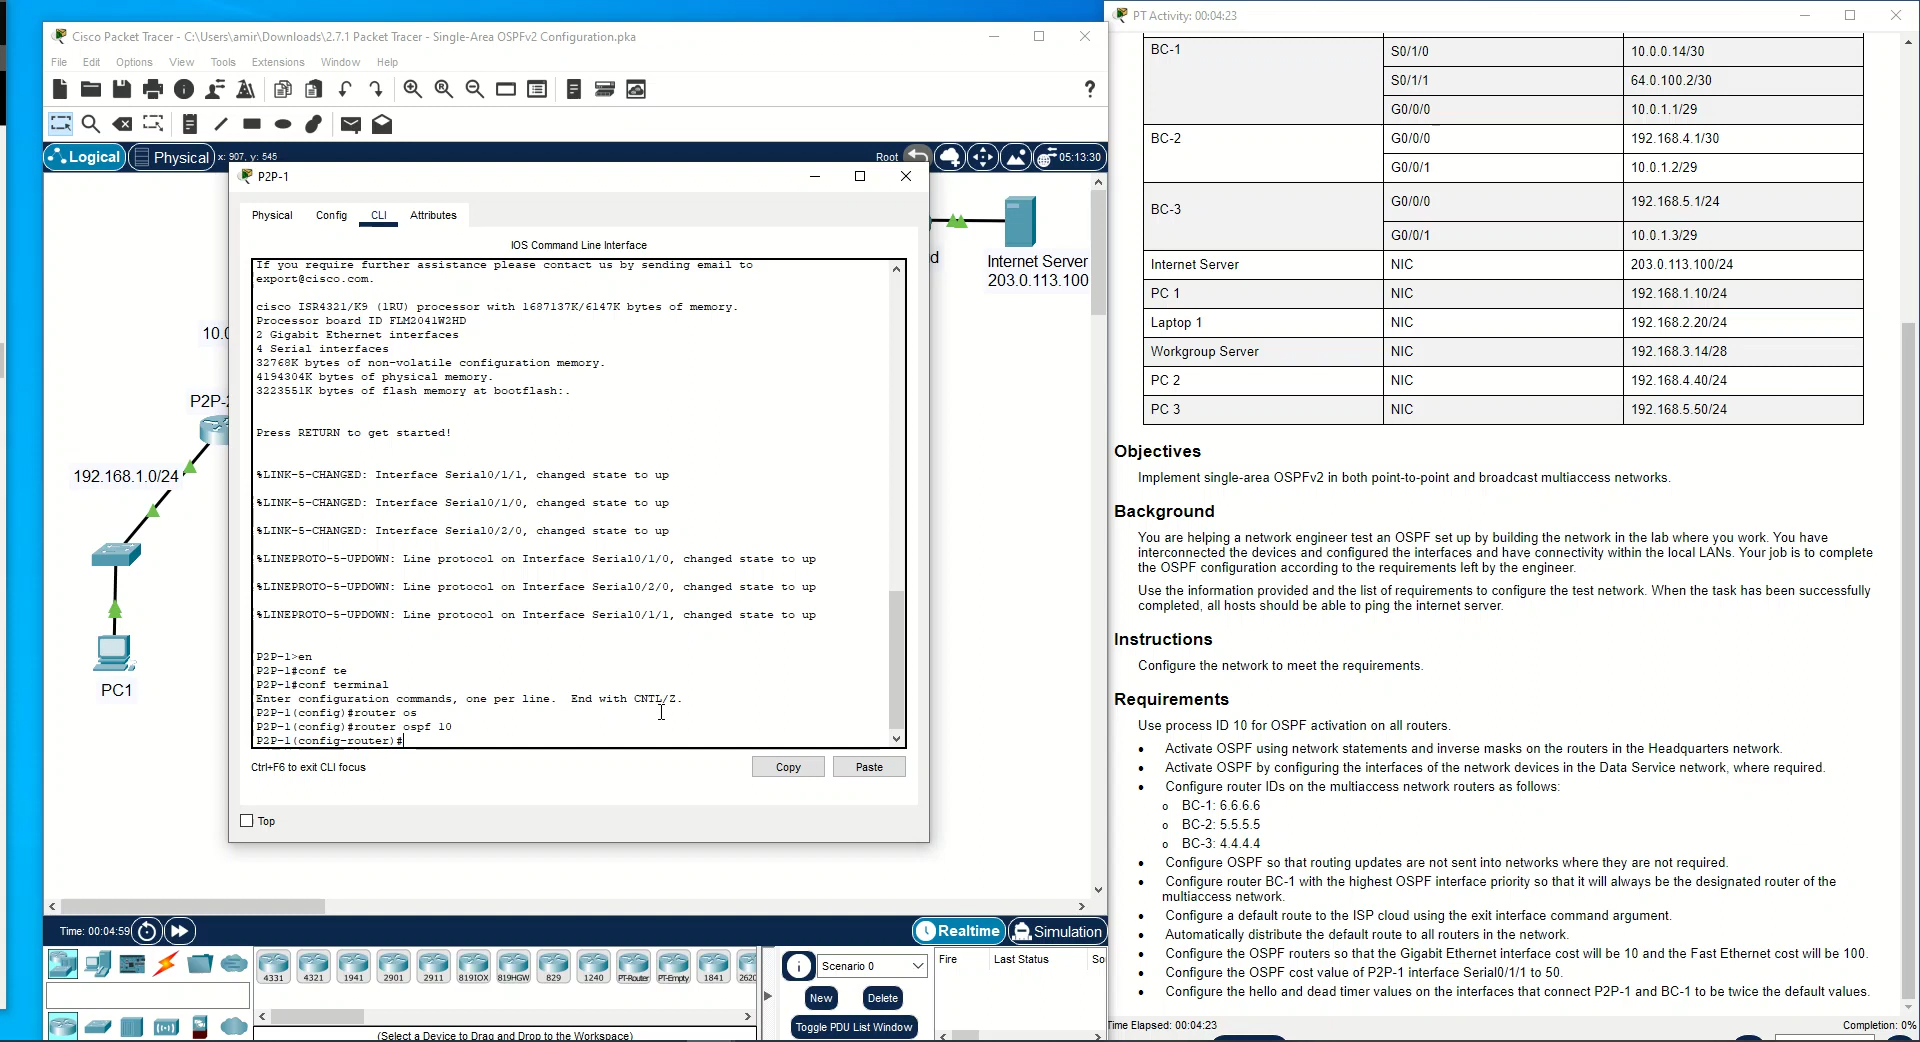 Cisco Packet Tracer - C:\Users\amir\Downloads\2.7.1 Packet Tracer - Single-Area OSPFv2 Configuration.pka
File Edit Options View Tools Extensions Window Help
Logical
Physical
x: 907, y: 545
Root
05:13:30
10.0
P2P-2
192.168.1.0/24
PC1
d
Internet Server
203.0.113.100
P2P-1
Physical Config CLI Attributes
IOS Command Line Interface
If you require further assistance please contact us by sending email to
export@cisco.com.
cisco ISR4321/K9 (1RU) processor with 1687137K/6147K bytes of memory.
Processor board ID FLM2041W2HD
2 Gigabit Ethernet interfaces
4 Serial interfaces
32768K bytes of non-volatile configuration memory.
4194304K bytes of physical memory.
3223551K bytes of flash memory at bootflash:.
Press RETURN to get started!
%LINK-5-CHANGED: Interface Serial0/1/1, changed state to up
%LINK-5-CHANGED: Interface Serial0/1/0, changed state to up
%LINK-5-CHANGED: Interface Serial0/2/0, changed state to up
%LINEPROTO-5-UPDOWN: Line protocol on Interface Serial0/1/0, changed state to up
%LINEPROTO-5-UPDOWN: Line protocol on Interface Serial0/2/0, changed state to up
%LINEPROTO-5-UPDOWN: Line protocol on Interface Serial0/1/1, changed state to up
P2P-1>en
P2P-1#conf te
P2P-1#conf terminal
Enter configuration commands, one per line. End with CNTL/Z.
P2P-1(config)#router os
P2P-1(config)#router ospf 10
P2P-1(config-router)#
Ctrl+F6 to exit CLI focus
Copy
Paste
Top
Time: 00:04:59
Realtime
Simulation
4331 4321 1941 2901 2911 819IOX 819HGW 829 1240 PT-Router PT-Empty 1841 2620
(Select a Device to Drag and Drop to the Workspace)
Scenario 0
New
Delete
Toggle PDU List Window
Fire Last Status So
PT Activity: 00:04:23
BC-1 S0/1/0 10.0.0.14/30
S0/1/1 64.0.100.2/30
G0/0/0 10.0.1.1/29
BC-2 G0/0/0 192.168.4.1/30
G0/0/1 10.0.1.2/29
BC-3 G0/0/0 192.168.5.1/24
G0/0/1 10.0.1.3/29
Internet Server NIC 203.0.113.100/24
PC 1 NIC 192.168.1.10/24
Laptop 1 NIC 192.168.2.20/24
Workgroup Server NIC 192.168.3.14/28
PC 2 NIC 192.168.4.40/24
PC 3 NIC 192.168.5.50/24
Objectives
Implement single-area OSPFv2 in both point-to-point and broadcast multiaccess networks.
Background
You are helping a network engineer test an OSPF set up by building the network in the lab where you work. You have
interconnected the devices and configured the interfaces and have connectivity within the local LANs. Your job is to complete
the OSPF configuration according to the requirements left by the engineer.
Use the information provided and the list of requirements to configure the test network. When the task has been successfully
completed, all hosts should be able to ping the internet server.
Instructions
Configure the network to meet the requirements.
Requirements
Use process ID 10 for OSPF activation on all routers.
• Activate OSPF using network statements and inverse masks on the routers in the Headquarters network.
• Activate OSPF by configuring the interfaces of the network devices in the Data Service network, where required.
• Configure router IDs on the multiaccess network routers as follows:
o BC-1: 6.6.6.6
o BC-2: 5.5.5.5
o BC-3: 4.4.4.4
• Configure OSPF so that routing updates are not sent into networks where they are not required.
• Configure router BC-1 with the highest OSPF interface priority so that it will always be the designated router of the
multiaccess network.
• Configure a default route to the ISP cloud using the exit interface command argument.
• Automatically distribute the default route to all routers in the network.
• Configure the OSPF routers so that the Gigabit Ethernet interface cost will be 10 and the Fast Ethernet cost will be 100.
• Configure the OSPF cost value of P2P-1 interface Serial0/1/1 to 50.
• Configure the hello and dead timer values on the interfaces that connect P2P-1 and BC-1 to be twice the default values.
Time Elapsed: 00:04:23
Completion: 0%